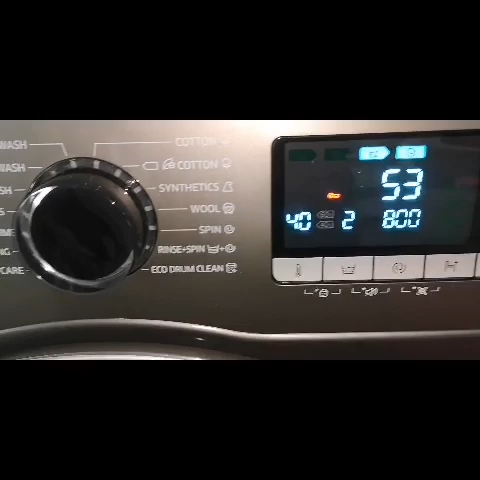 WASH
COTTON
WASH
COTTON
SH
SYNTHETICS
S
WOOL
SPIN
NG
RINSE+SPIN
CARE
ECO DRUM CLEAN
53
40
2
800